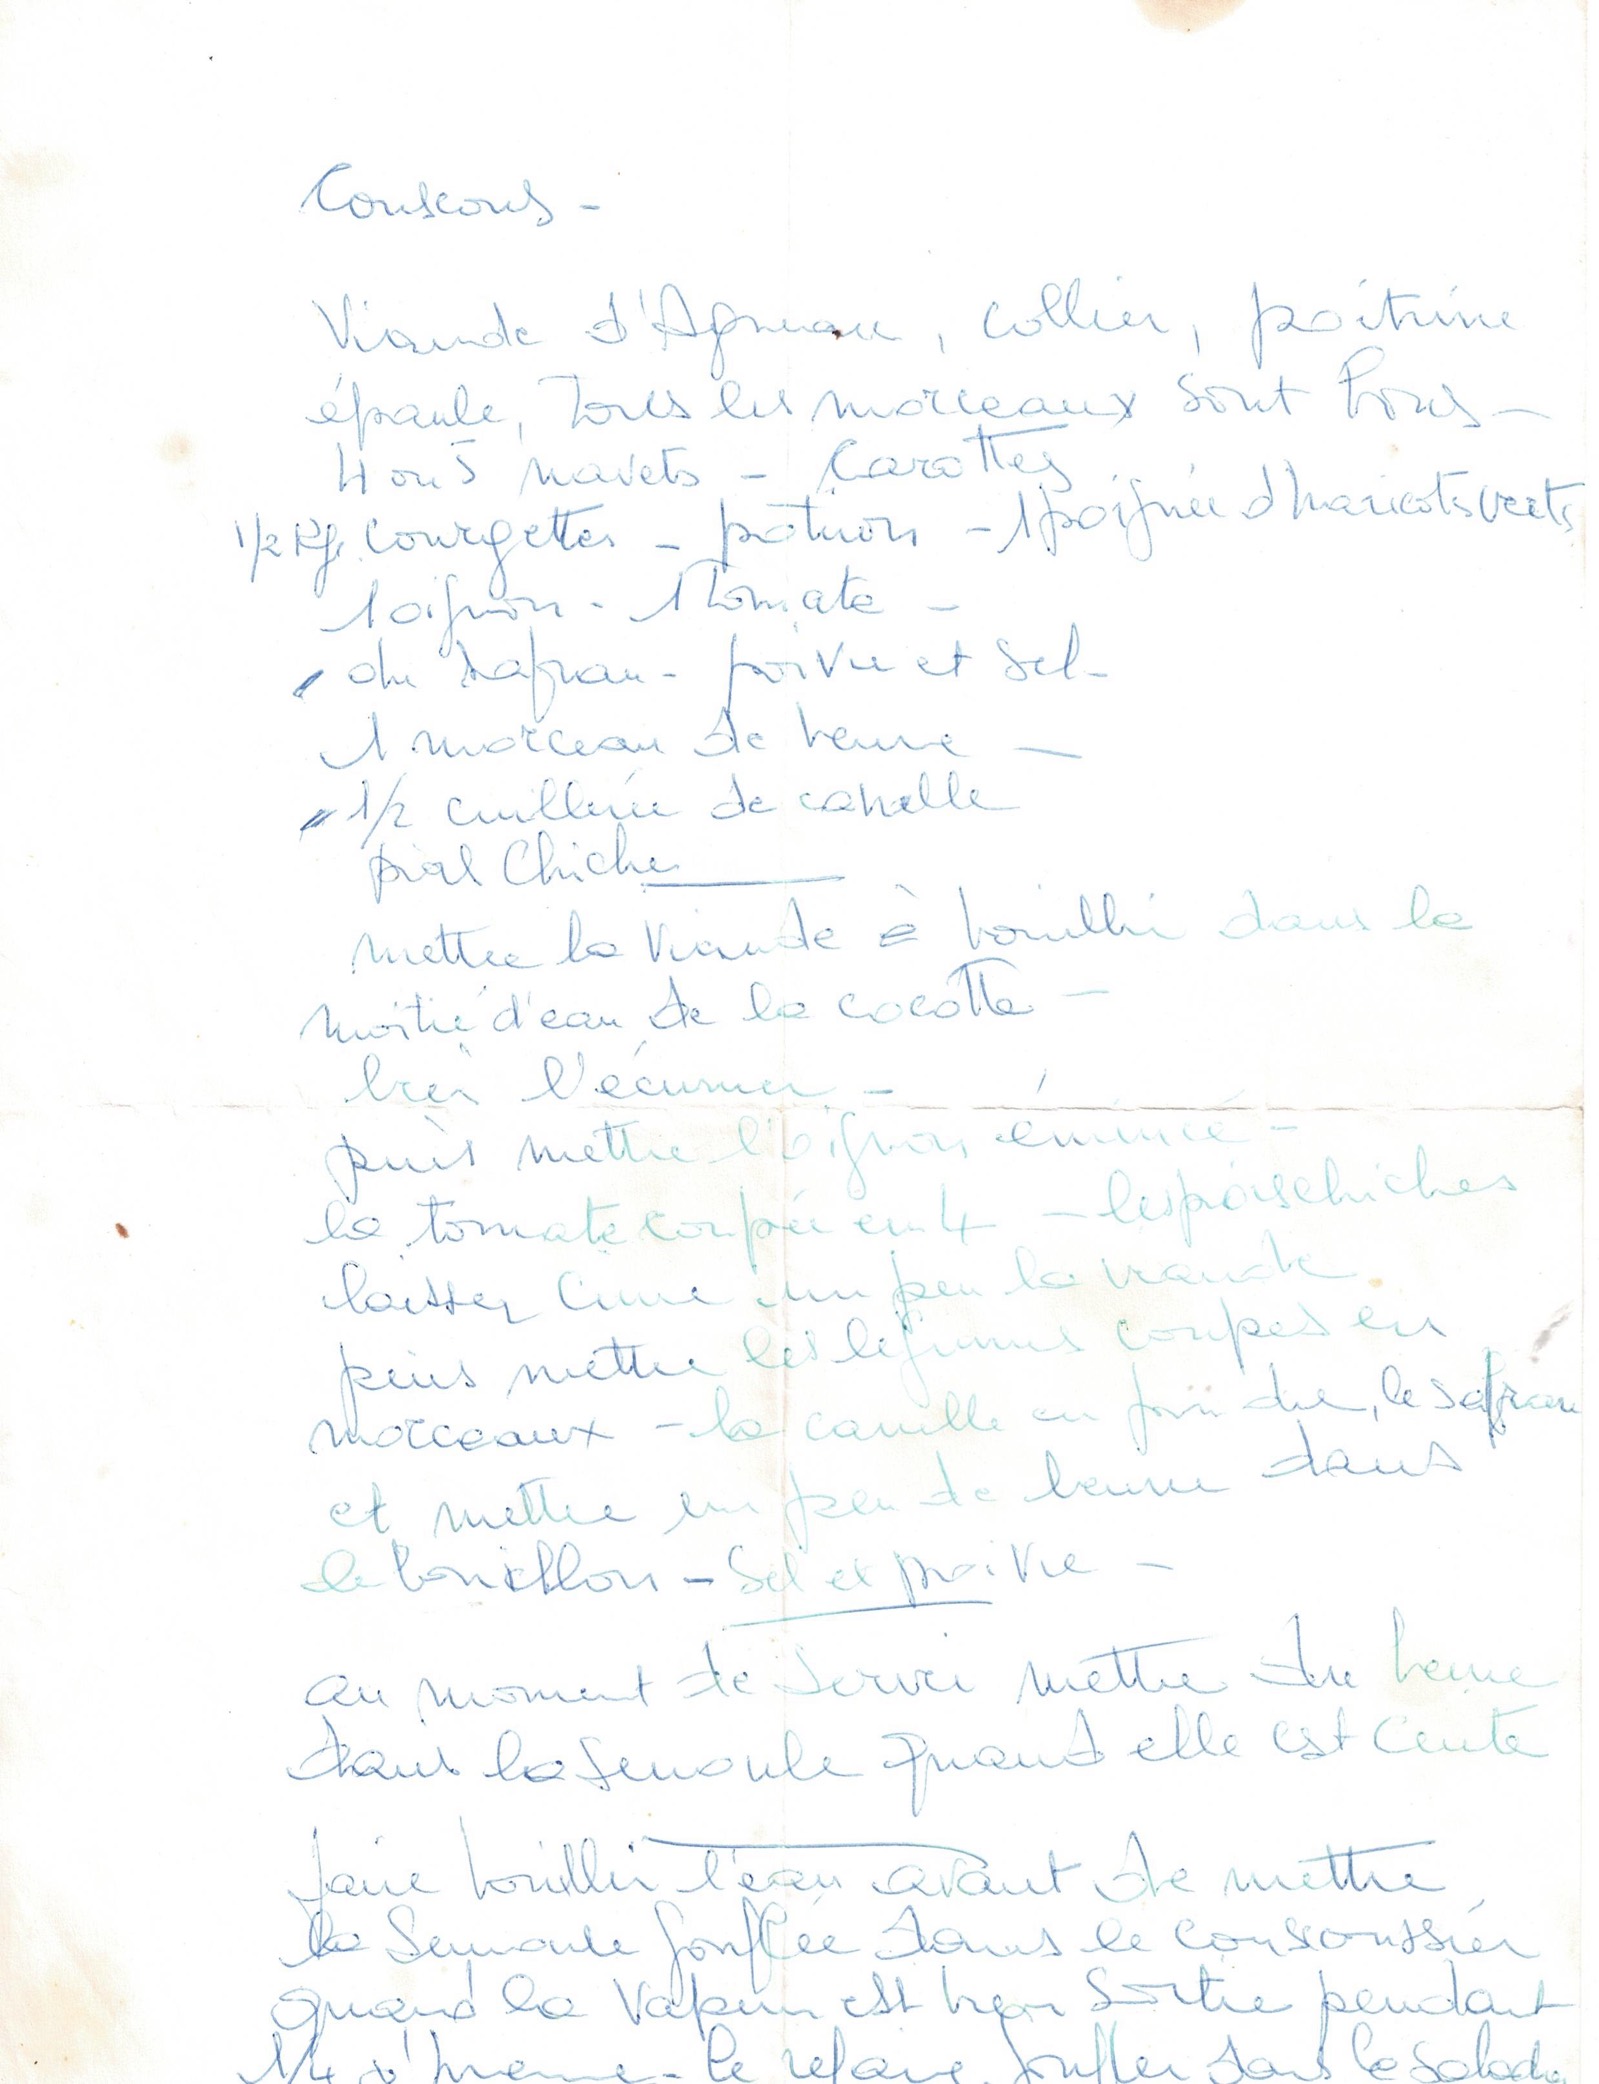 Couscous -
Viande d'Agneau, collier, poitrine
épaule, Tous les morceaux sont bons -
4 ou 5 navets - Carottes
1/2 Kg. Courgettes - potiron - 1 poignée d'haricots verts
1 oignon - 1 Tomate -
du safran - poivre et sel -
1 morceau de beurre -
1/2 cuillerée de canelle
pois Chiches
mettre la viande à bouillir dans la
moitié d'eau de la cocotte -
bien l'écumer -
puis mettre l'oignon émincé -
la tomate coupée en 4 - les pois chiches
laisser Cuire un peu la viande
puis mettre les légumes coupés en
morceaux - la canelle en poudre, le safran
et mettre un peu de beurre dans
le bouillon - Sel et poivre -
au moment de servir mettre du beurre
dans la Semoule quand elle est Cuite
faire bouillir l'eau avant de mettre
la Semoule gonflée dans le couscoussier
quand la vapeur est bien sortie pendant
1/4 d'heure - le refaire gonfler dans le saladier